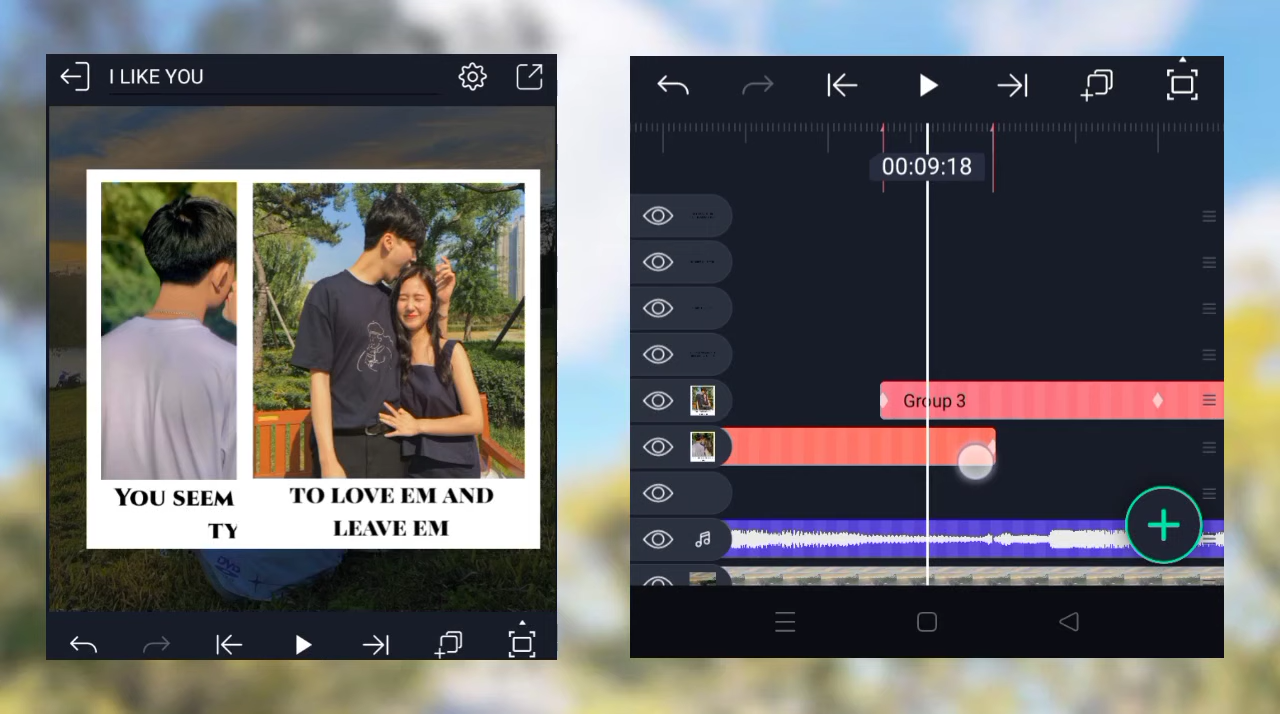 I LIKE YOU
YOU SEEM
TY
TO LOVE EM AND
LEAVE EM
00:09:18
Group 3